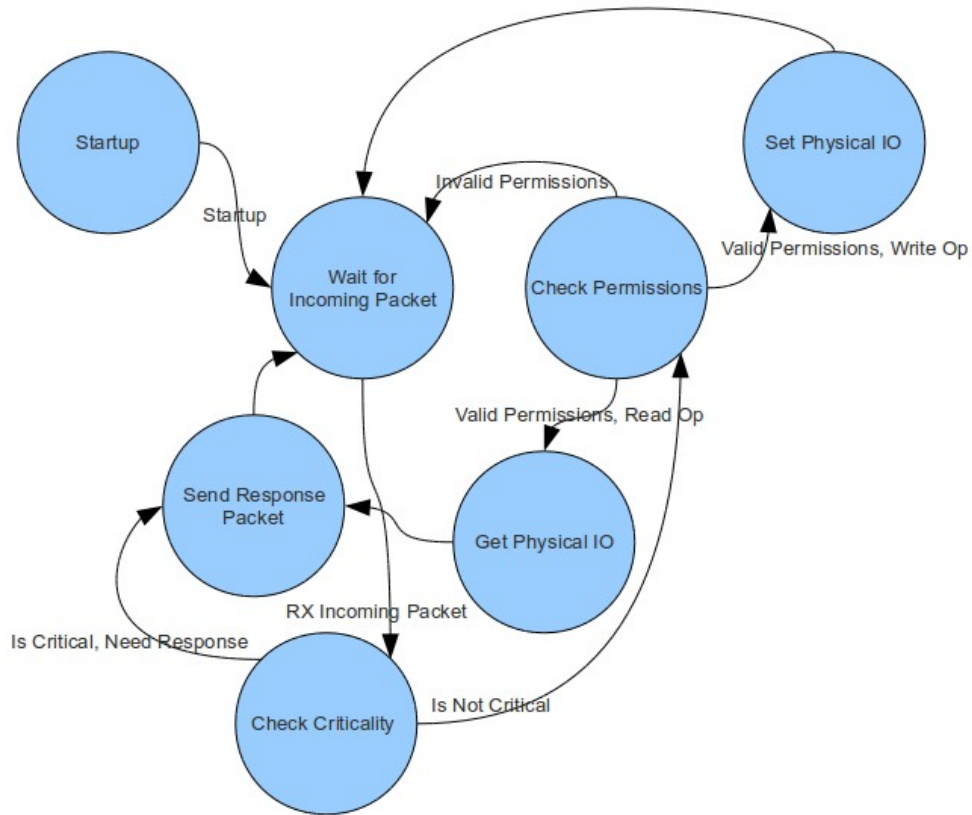 Startup
Set Physical IO
Invalid Permissions
Startup
Valid Permissions, Write Op
Wait for
Incoming Packet
Check Permissions
Valid Permissions, Read Op
Send Response
Packet
Get Physical IO
RX Incoming Packet
Is Critical, Need Response
Is Not Critical
Check Criticality